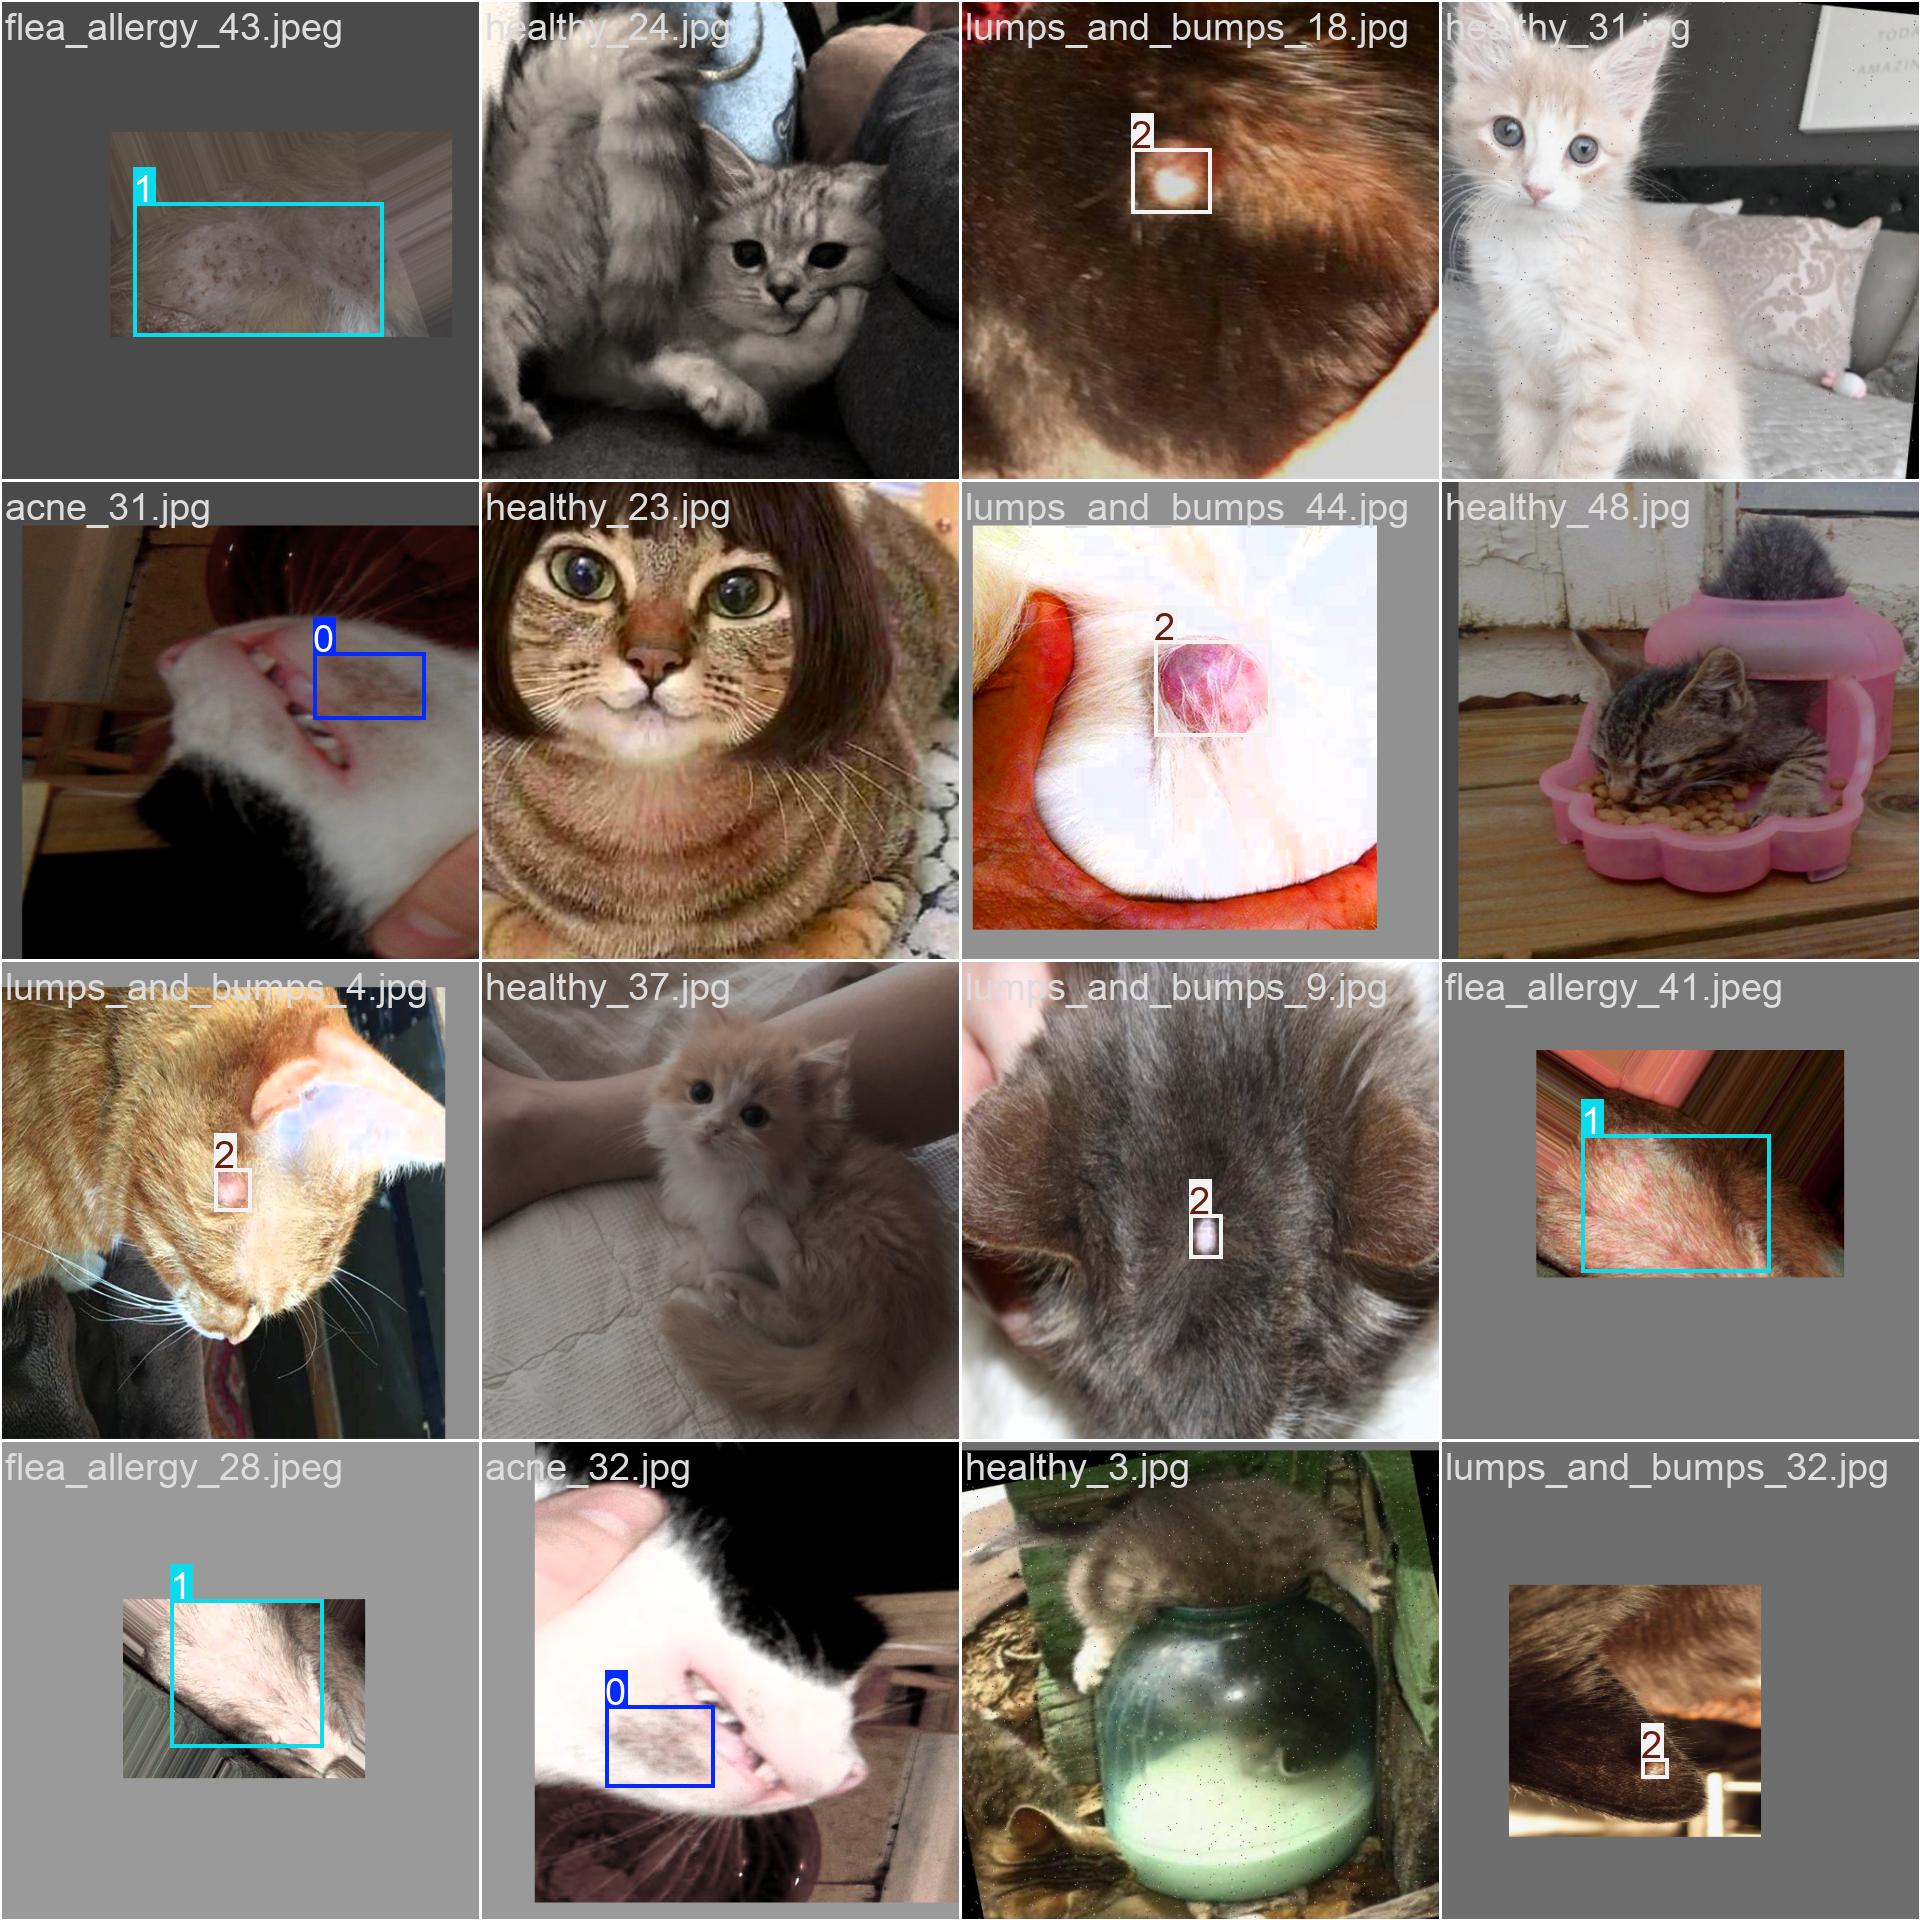 flea_allergy_43.jpeg
healthy_24.jpg
lumps_and_bumps_18.jpg
healthy_31.jpg
TODA
AMAZIN
1
2
acne_31.jpg
healthy_23.jpg
lumps_and_bumps_44.jpg
healthy_48.jpg
0
2
lumps_and_bumps_4.jpg
healthy_37.jpg
lumps_and_bumps_9.jpg
flea_allergy_41.jpeg
2
2
1
flea_allergy_28.jpeg
acne_32.jpg
healthy_3.jpg
lumps_and_bumps_32.jpg
1
0
2